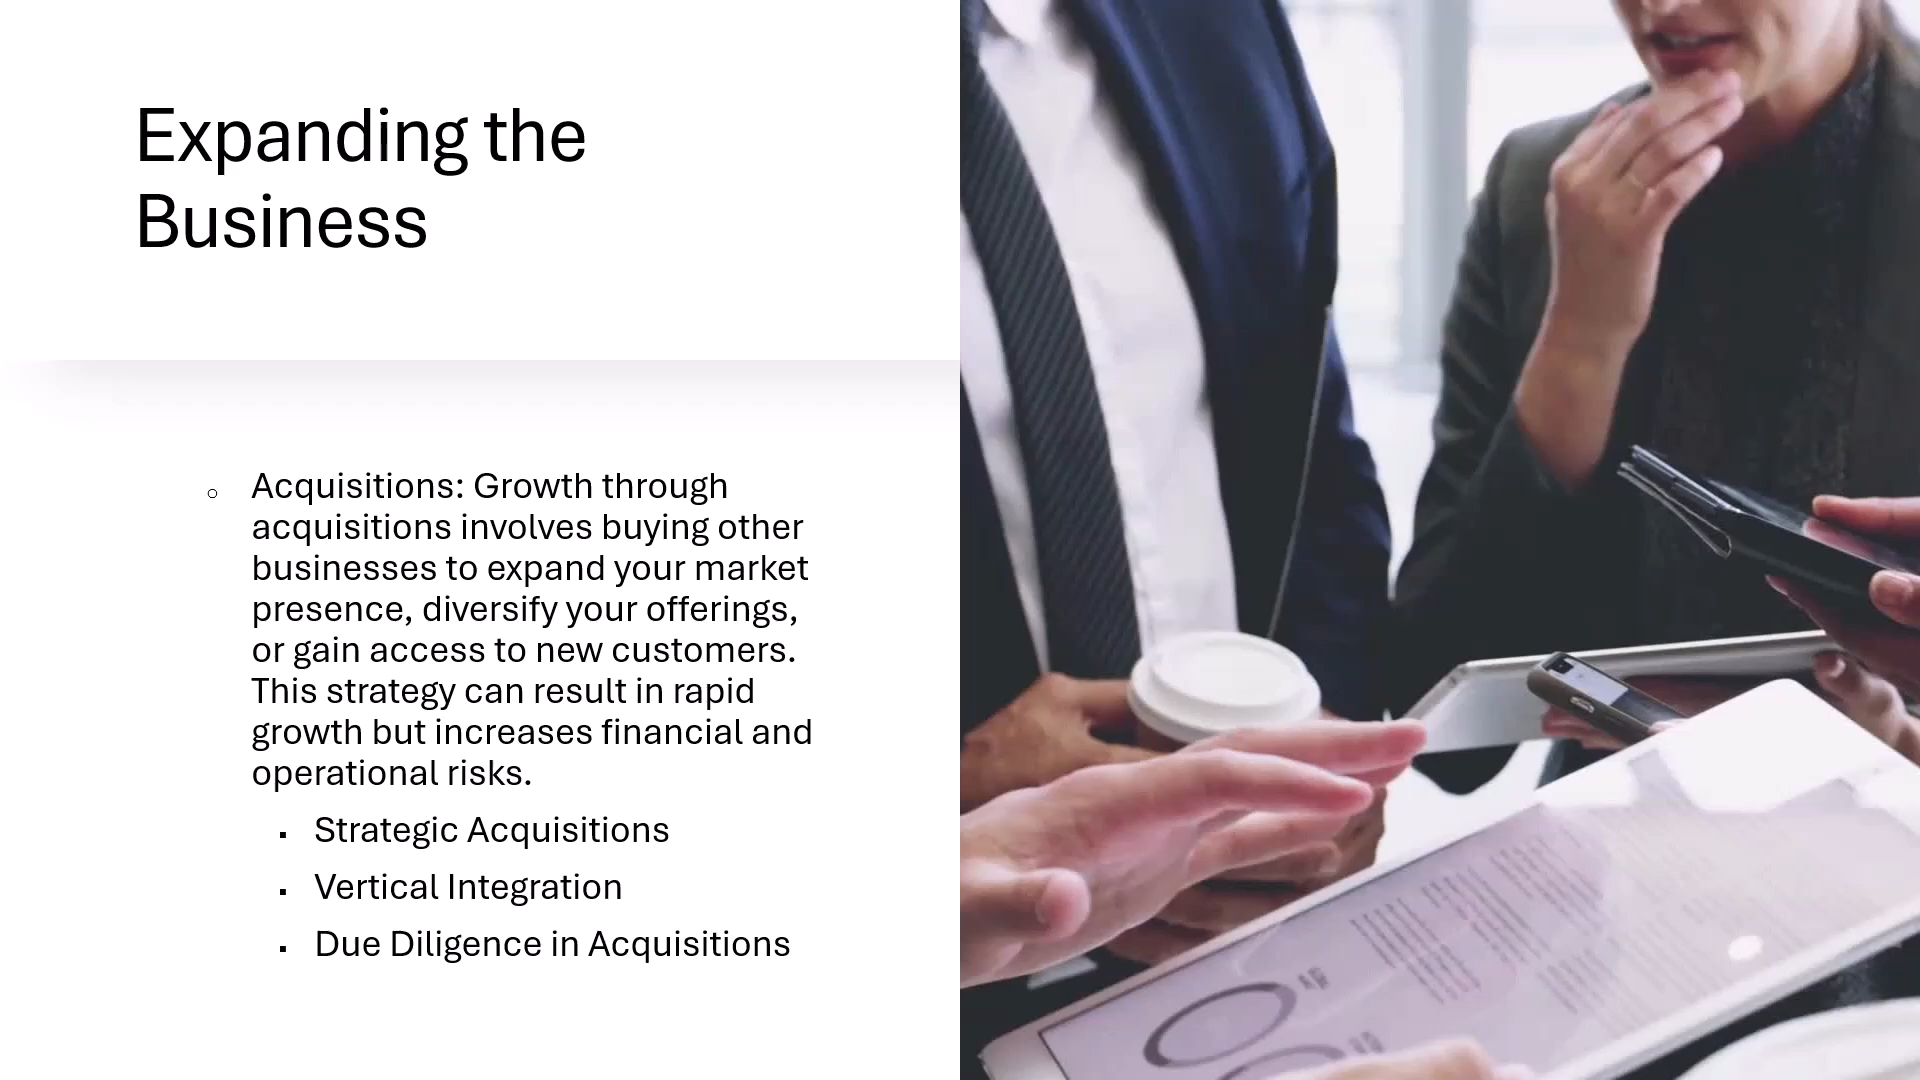 Expanding the
Business
Acquisitions: Growth through
acquisitions involves buying other
businesses to expand your market
presence, diversify your offerings,
or gain access to new customers.
This strategy can result in rapid
growth but increases financial and
operational risks.
Strategic Acquisitions
Vertical Integration
Due Diligence in Acquisitions